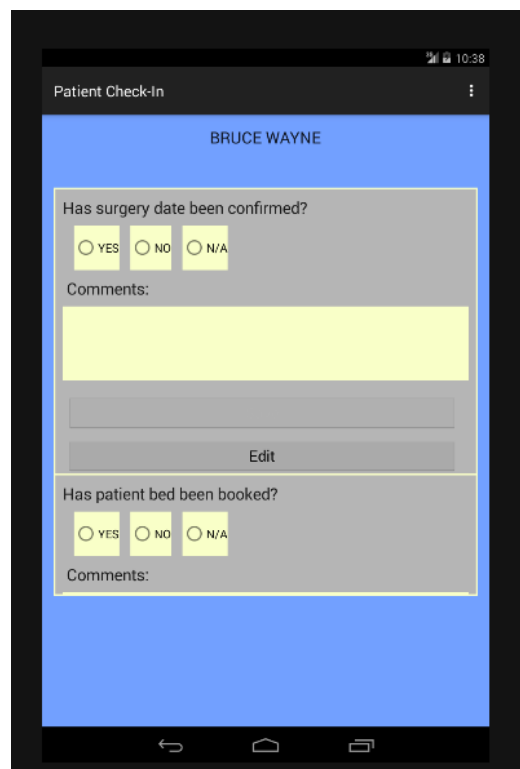 10:38
Patient Check-In
BRUCE WAYNE
Has surgery date been confirmed?
YES NO N/A
Comments:
Edit
Has patient bed been booked?
YES NO N/A
Comments: